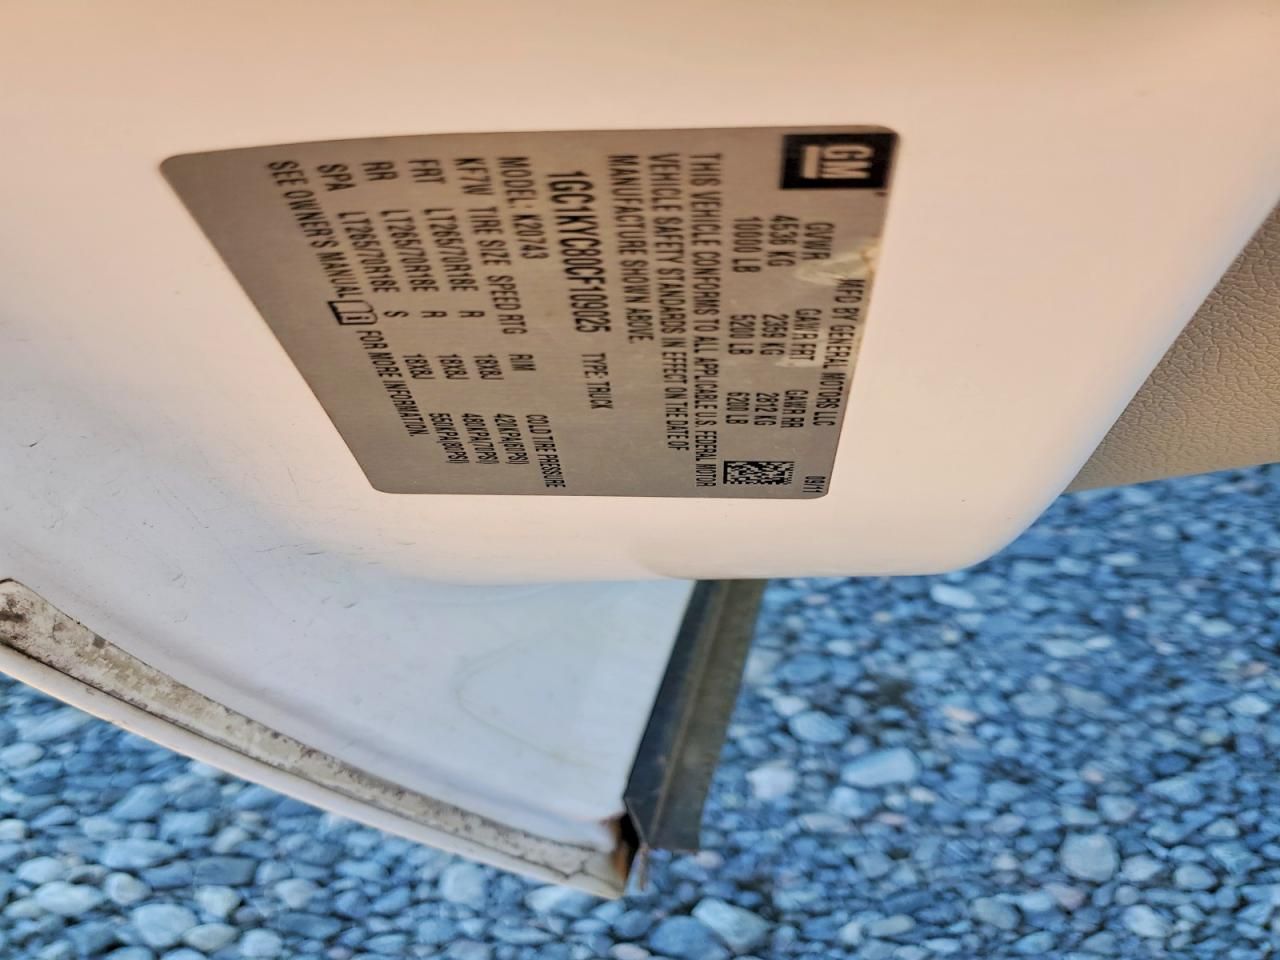 GM
MFD BY GENERAL MOTORS LLC 09/11
GVWR GAWR FRT GAWR RR
4536 KG 2359 KG 2812 KG
10000 LB 5200 LB 6200 LB
THIS VEHICLE CONFORMS TO ALL APPLICABLE U.S. FEDERAL MOTOR
VEHICLE SAFETY STANDARDS IN EFFECT ON THE DATE OF
MANUFACTURE SHOWN ABOVE.
1GC1KYC80CF109025 TYPE: TRUCK
MODEL: K20743
KF7W TIRE SIZE SPEED RTG RIM COLD TIRE PRESSURE
FRT LT265/70R18E R 18X8J 420KPA(60PSI)
RR LT265/70R18E R 18X8J 480KPA(70PSI)
SPA LT265/70R18E S 18X8J 550KPA(80PSI)
SEE OWNER'S MANUAL FOR MORE INFORMATION.